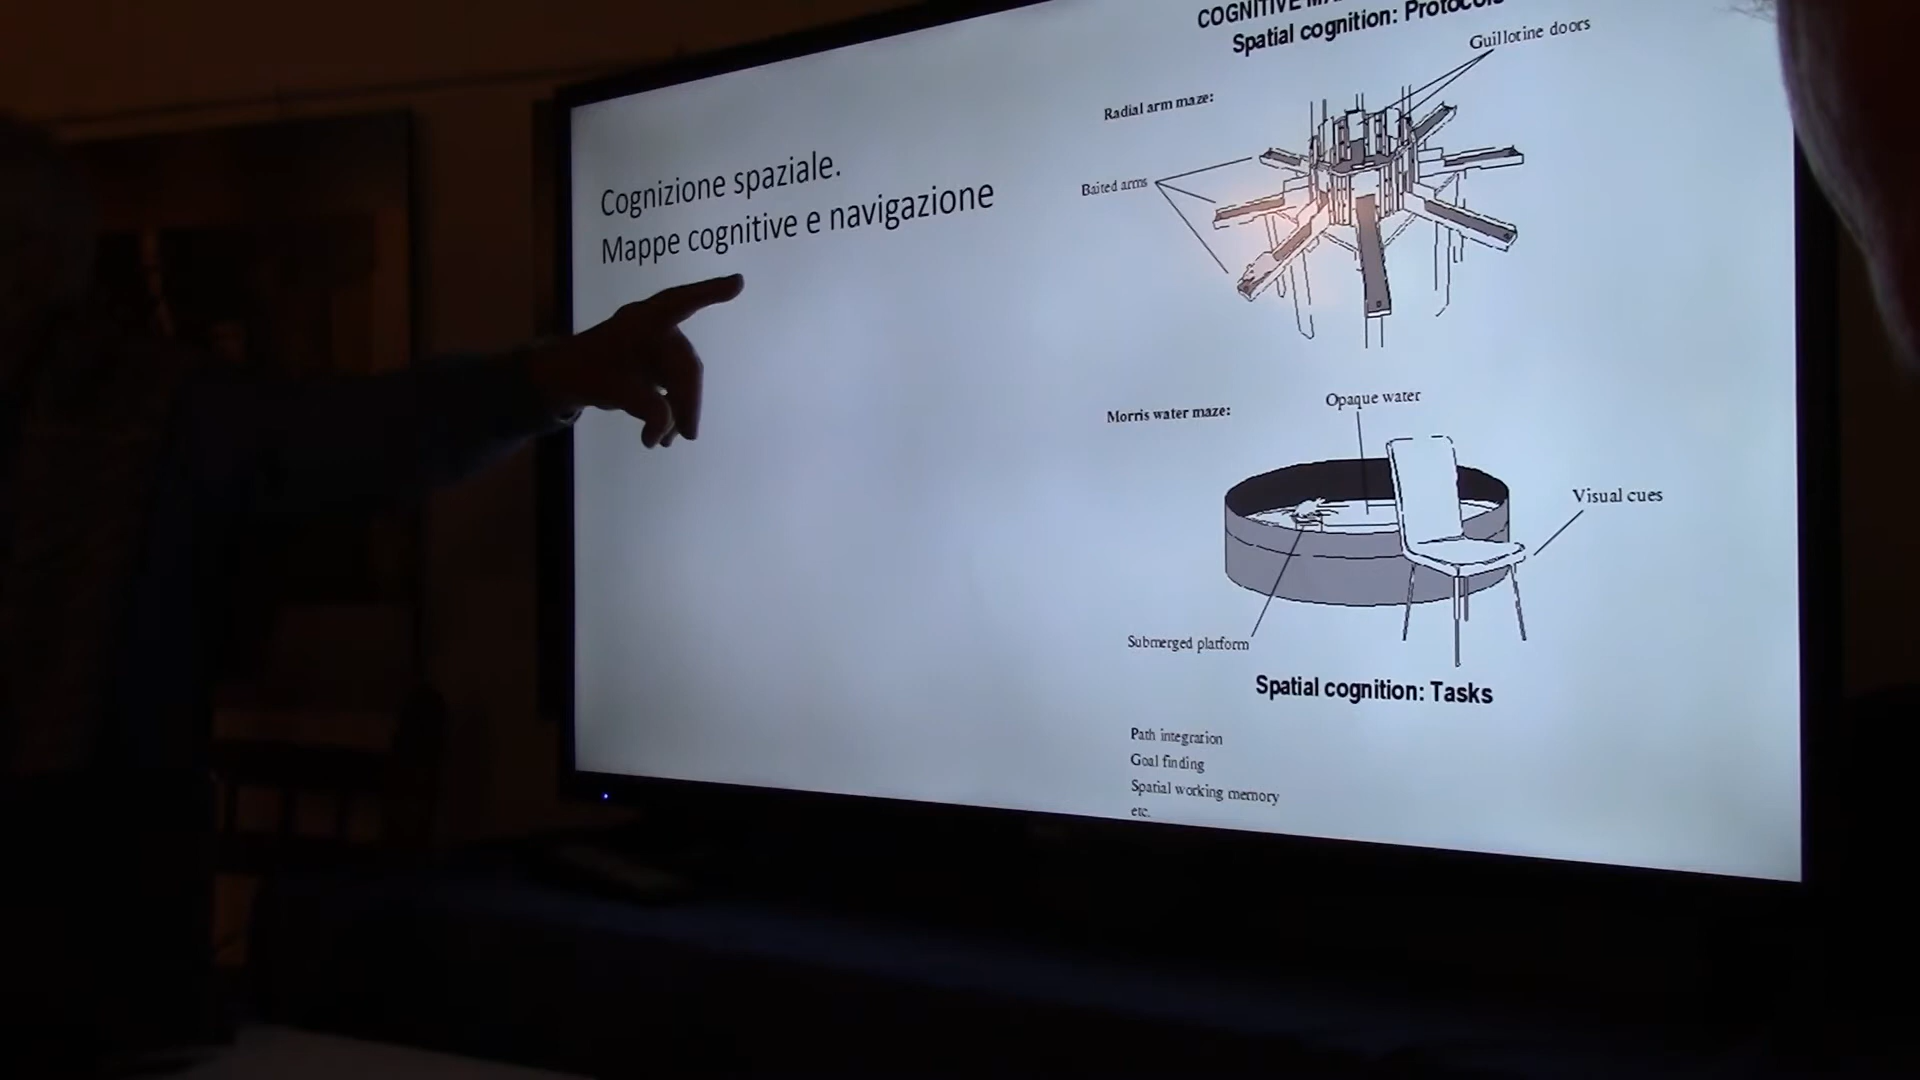 Cognizione spaziale.
Mappe cognitive e navigazione
COGNITIVE
Spatial cognition: Protocols
Guillotine doors
Radial arm maze:
Baited arms
Morris water maze:
Opaque water
Visual cues
Submerged platform
Spatial cognition: Tasks
Path integration
Goal finding
Spatial working memory
etc.